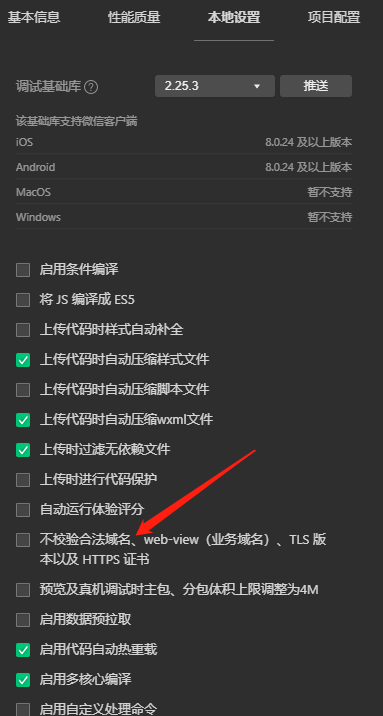 基本信息 性能质量 本地设置 项目配置
调试基础库 ? 2.25.3 推送
该基础库支持微信客户端
iOS 8.0.24 及以上版本
Android 8.0.24 及以上版本
MacOS 暂不支持
Windows 暂不支持
启用条件编译
将 JS 编译成 ES5
上传代码时样式自动补全
上传代码时自动压缩样式文件
上传代码时自动压缩脚本文件
上传代码时自动压缩wxml文件
上传时过滤无依赖文件
上传时进行代码保护
自动运行体验评分
不校验合法域名、web-view（业务域名）、TLS 版
本以及 HTTPS 证书
预览及真机调试时主包、分包体积上限调整为4M
启用数据预拉取
启用代码自动热重载
启用多核心编译
启用自定义处理命令